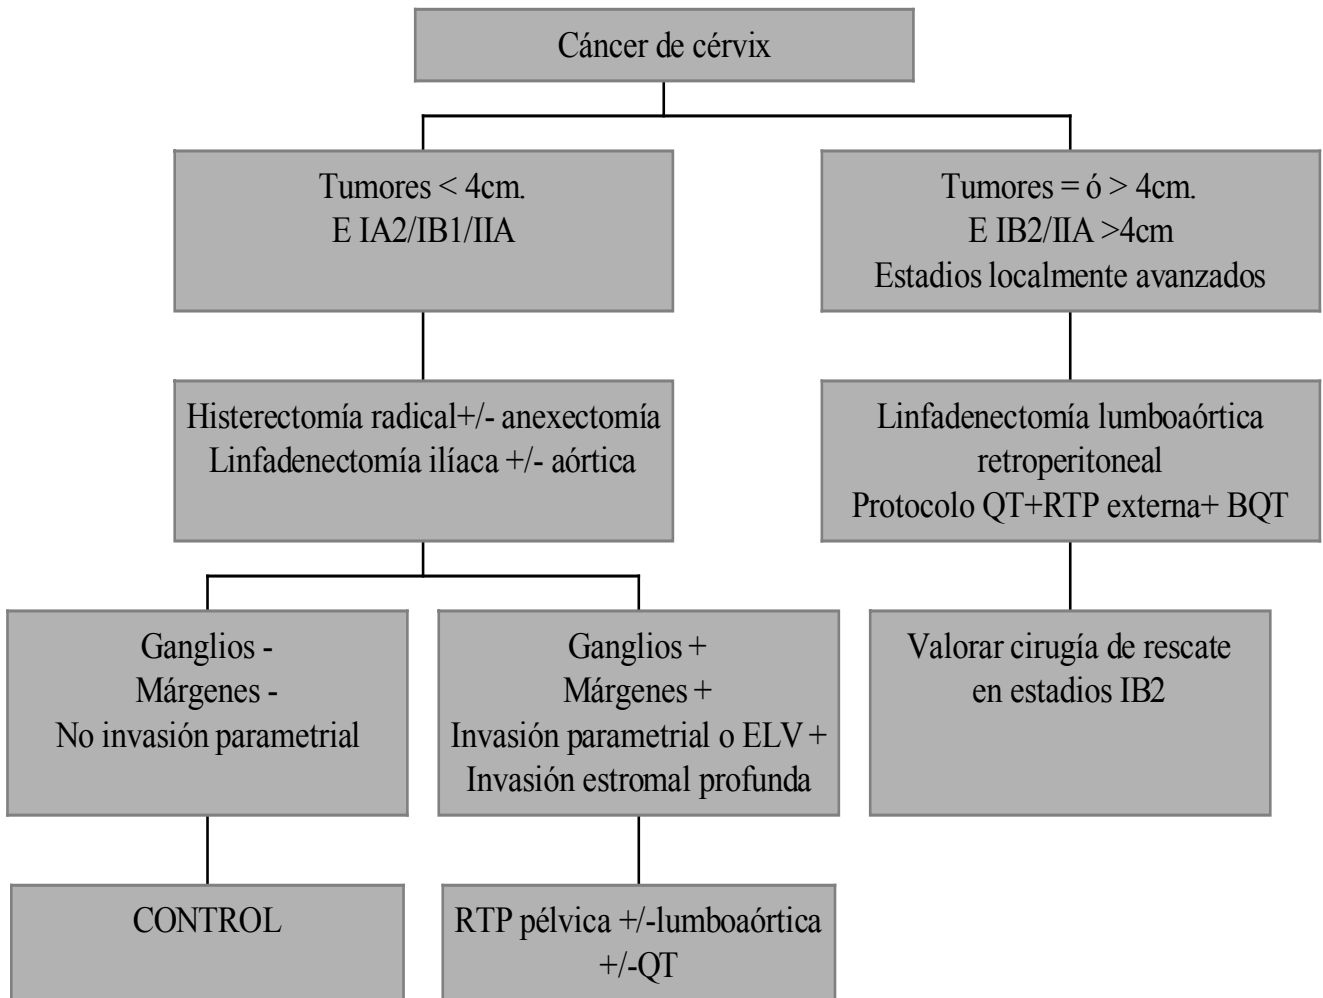 Cáncer de cérvix
Tumores < 4cm.
E IA2/IB1/IIA
Tumores = ó > 4cm.
E IB2/IIA >4cm
Estadios localmente avanzados
Histerectomía radical+/- anexectomía
Linfadenectomía ilíaca +/- aórtica
Linfadenectomía lumboaórtica
retroperitoneal
Protocolo QT+RTP externa+ BQT
Ganglios -
Márgenes -
No invasión parametrial
Ganglios +
Márgenes +
Invasión parametrial o ELV +
Invasión estromal profunda
Valorar cirugía de rescate
en estadios IB2
CONTROL
RTP pélvica +/-lumboaórtica
+/-QT